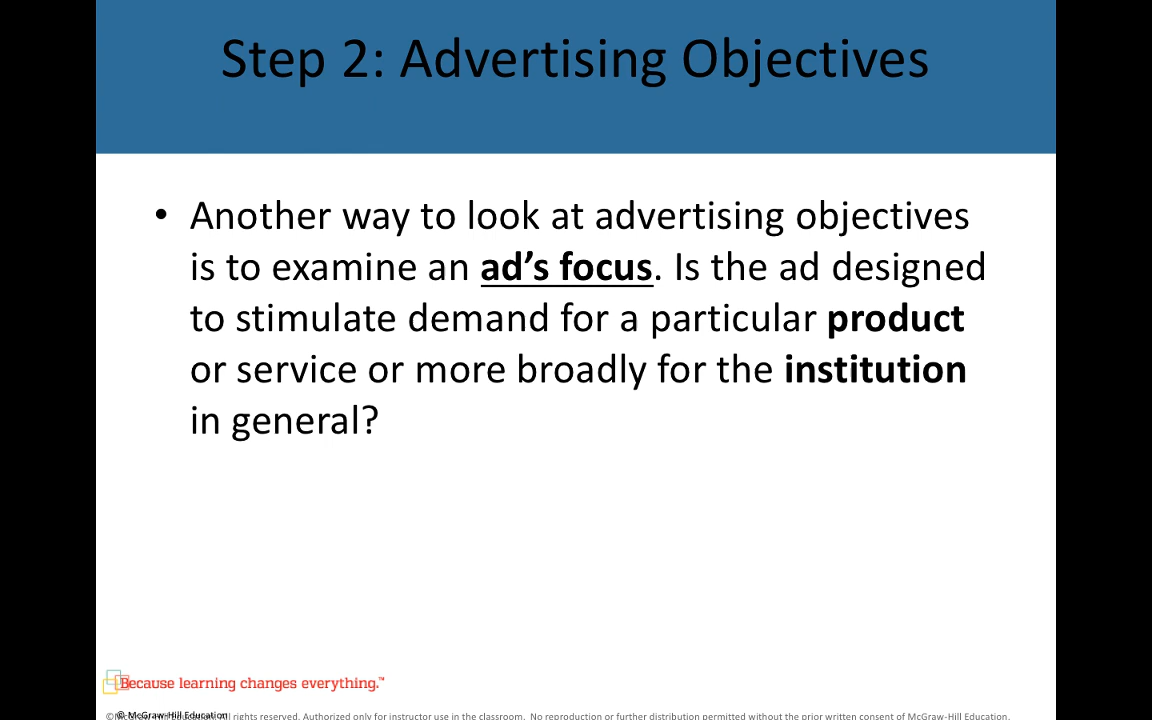 Step 2: Advertising Objectives
• Another way to look at advertising objectives
is to examine an ad’s focus. Is the ad designed
to stimulate demand for a particular product
or service or more broadly for the institution
in general?
Because learning changes everything.™
© McGraw-Hill Education
©McGraw-Hill Education. All rights reserved. Authorized only for instructor use in the classroom. No reproduction or further distribution permitted without the prior written consent of McGraw-Hill Education.